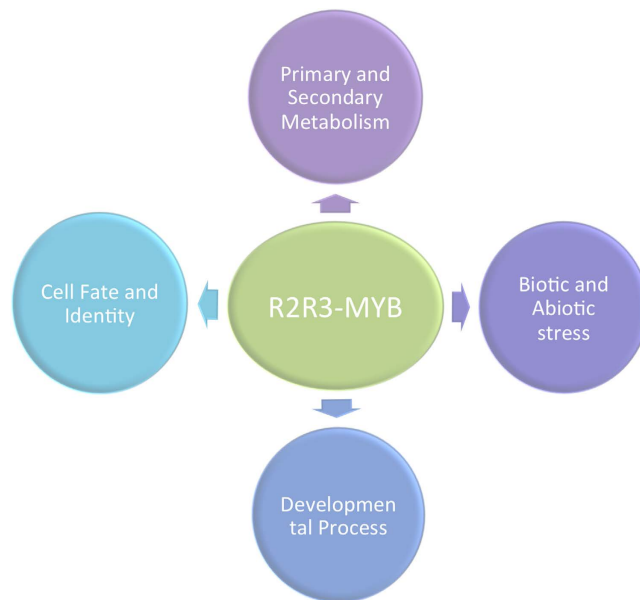 Primary and
Secondary
Metabolism
Cell Fate and
Identity
R2R3-MYB
Biotic and
Abiotic
stress
Developmen
tal Process